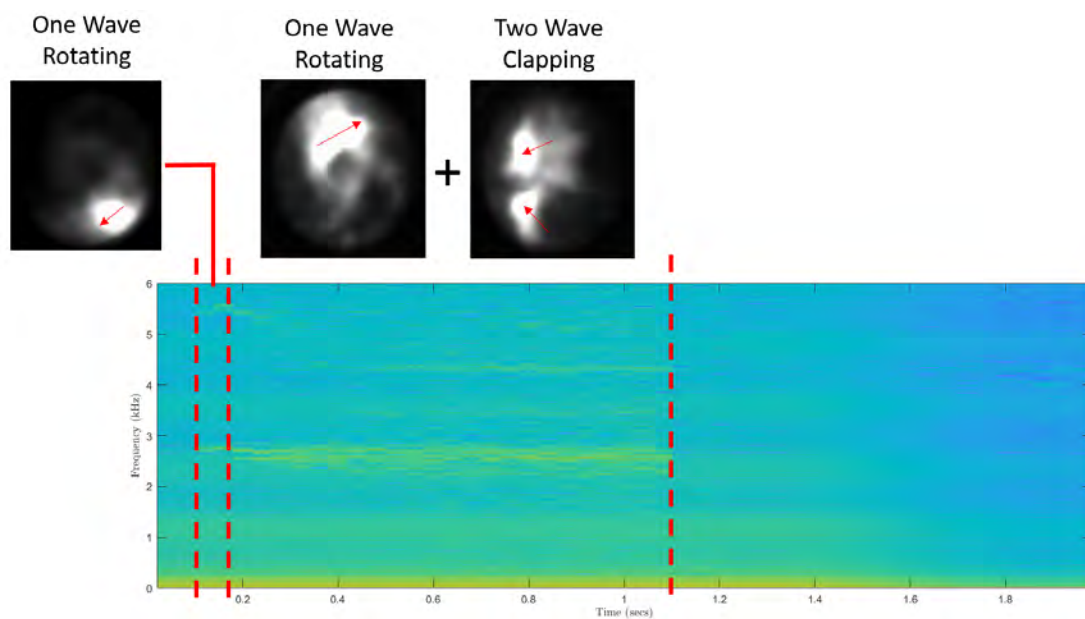 One Wave
Rotating
One Wave
Rotating
Two Wave
Clapping
+
6
5
4
3
2
1
0
Frequency (kHz)
0.2
0.4
0.6
0.8
1
1.2
1.4
1.6
1.8
Time (secs)